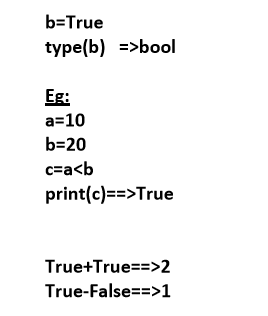 b=True
type(b) =>bool
Eg:
a=10
b=20
c=a<b
print(c)==>True
True+True==>2
True-False==>1